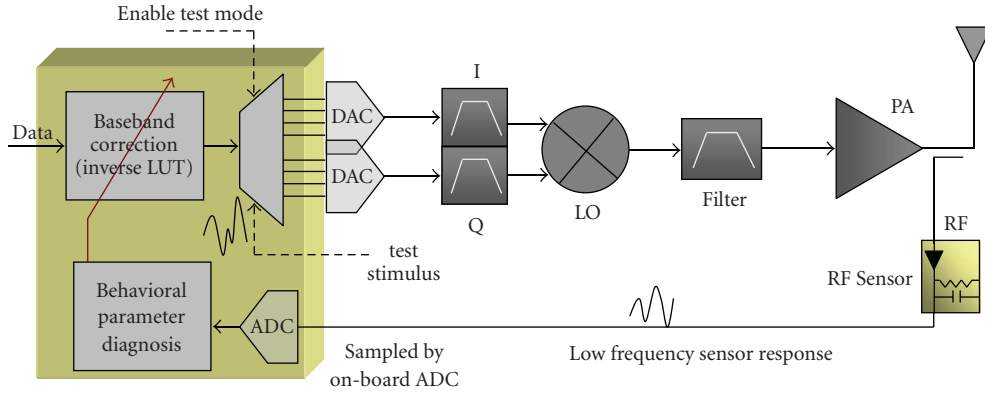 Enable test mode
Data
Baseband
correction
(inverse LUT)
DAC
DAC
I
Q
LO
Filter
PA
RF
RF Sensor
test
stimulus
Behavioral
parameter
diagnosis
ADC
Sampled by
on-board ADC
Low frequency sensor response